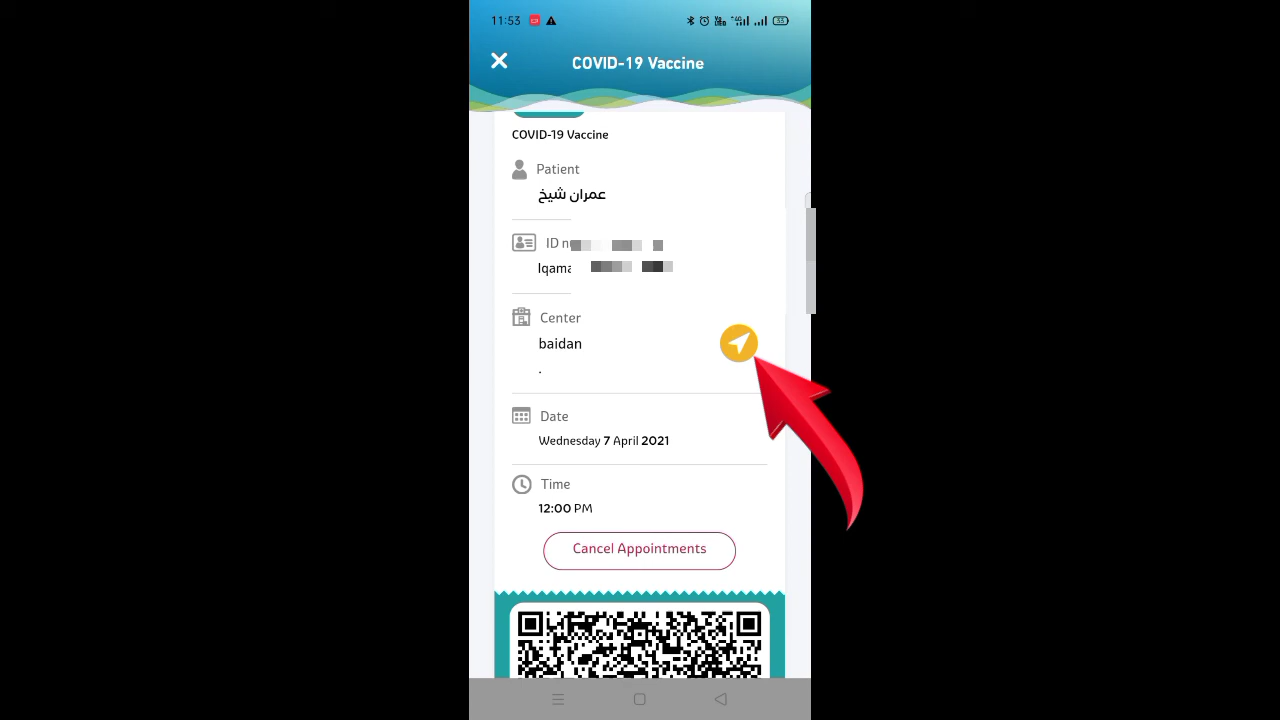 11:53
COVID-19 Vaccine
COVID-19 Vaccine
Patient
عمران شيخ
ID
Iqama
Center
baidan
.
Date
Wednesday 7 April 2021
Time
12:00 PM
Cancel Appointments